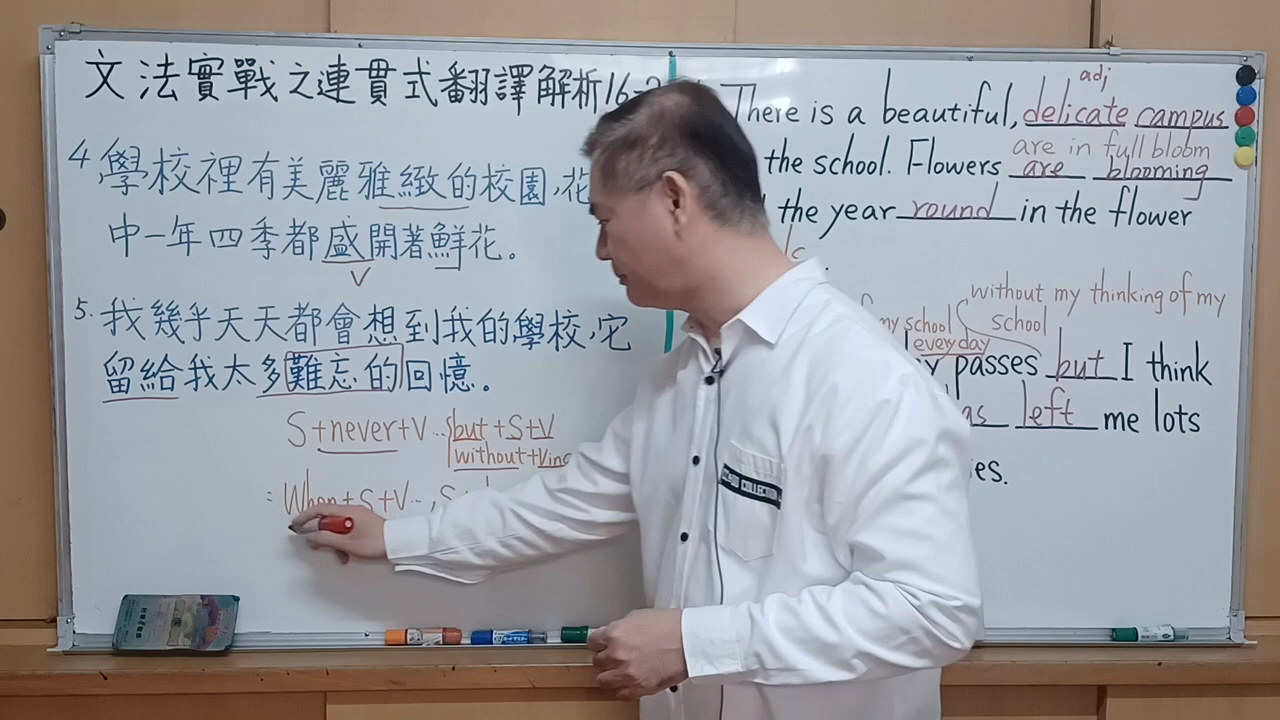 文法實戰之連貫式翻譯解析16-2
4 學校裡有美麗雅緻的校園,花
中一年四季都盛開著鮮花。
V
5. 我幾乎天天都會想到我的學校,它
留給我太多難忘的回憶。
S+never+V...but+S+V
without+Ving
=When+S+V...,S
adj
There is a beautiful, delicate campus
are in full bloom
the school. Flowers are blooming
the year round in the flower
without my thinking of my
my school school
everyday
passes but I think
left me lots
COLLECTION